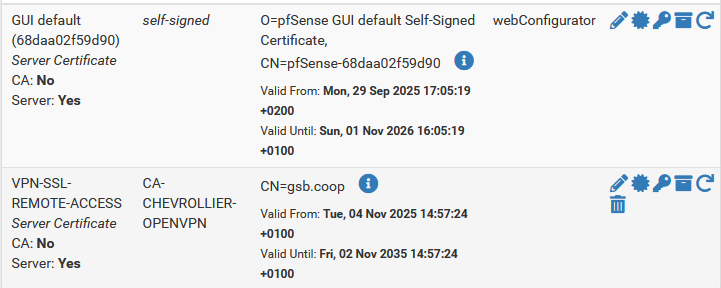 GUI default
(68daa02f59d90)
Server Certificate
CA: No
Server: Yes
self-signed
O=pfSense GUI default Self-Signed
Certificate,
CN=pfSense-68daa02f59d90
Valid From: Mon, 29 Sep 2025 17:05:19
+0200
Valid Until: Sun, 01 Nov 2026 16:05:19
+0100
webConfigurator
VPN-SSL-
REMOTE-ACCESS
Server Certificate
CA: No
Server: Yes
CA-
CHEVROLLIER-
OPENVPN
CN=gsb.coop
Valid From: Tue, 04 Nov 2025 14:57:24
+0100
Valid Until: Fri, 02 Nov 2035 14:57:24
+0100